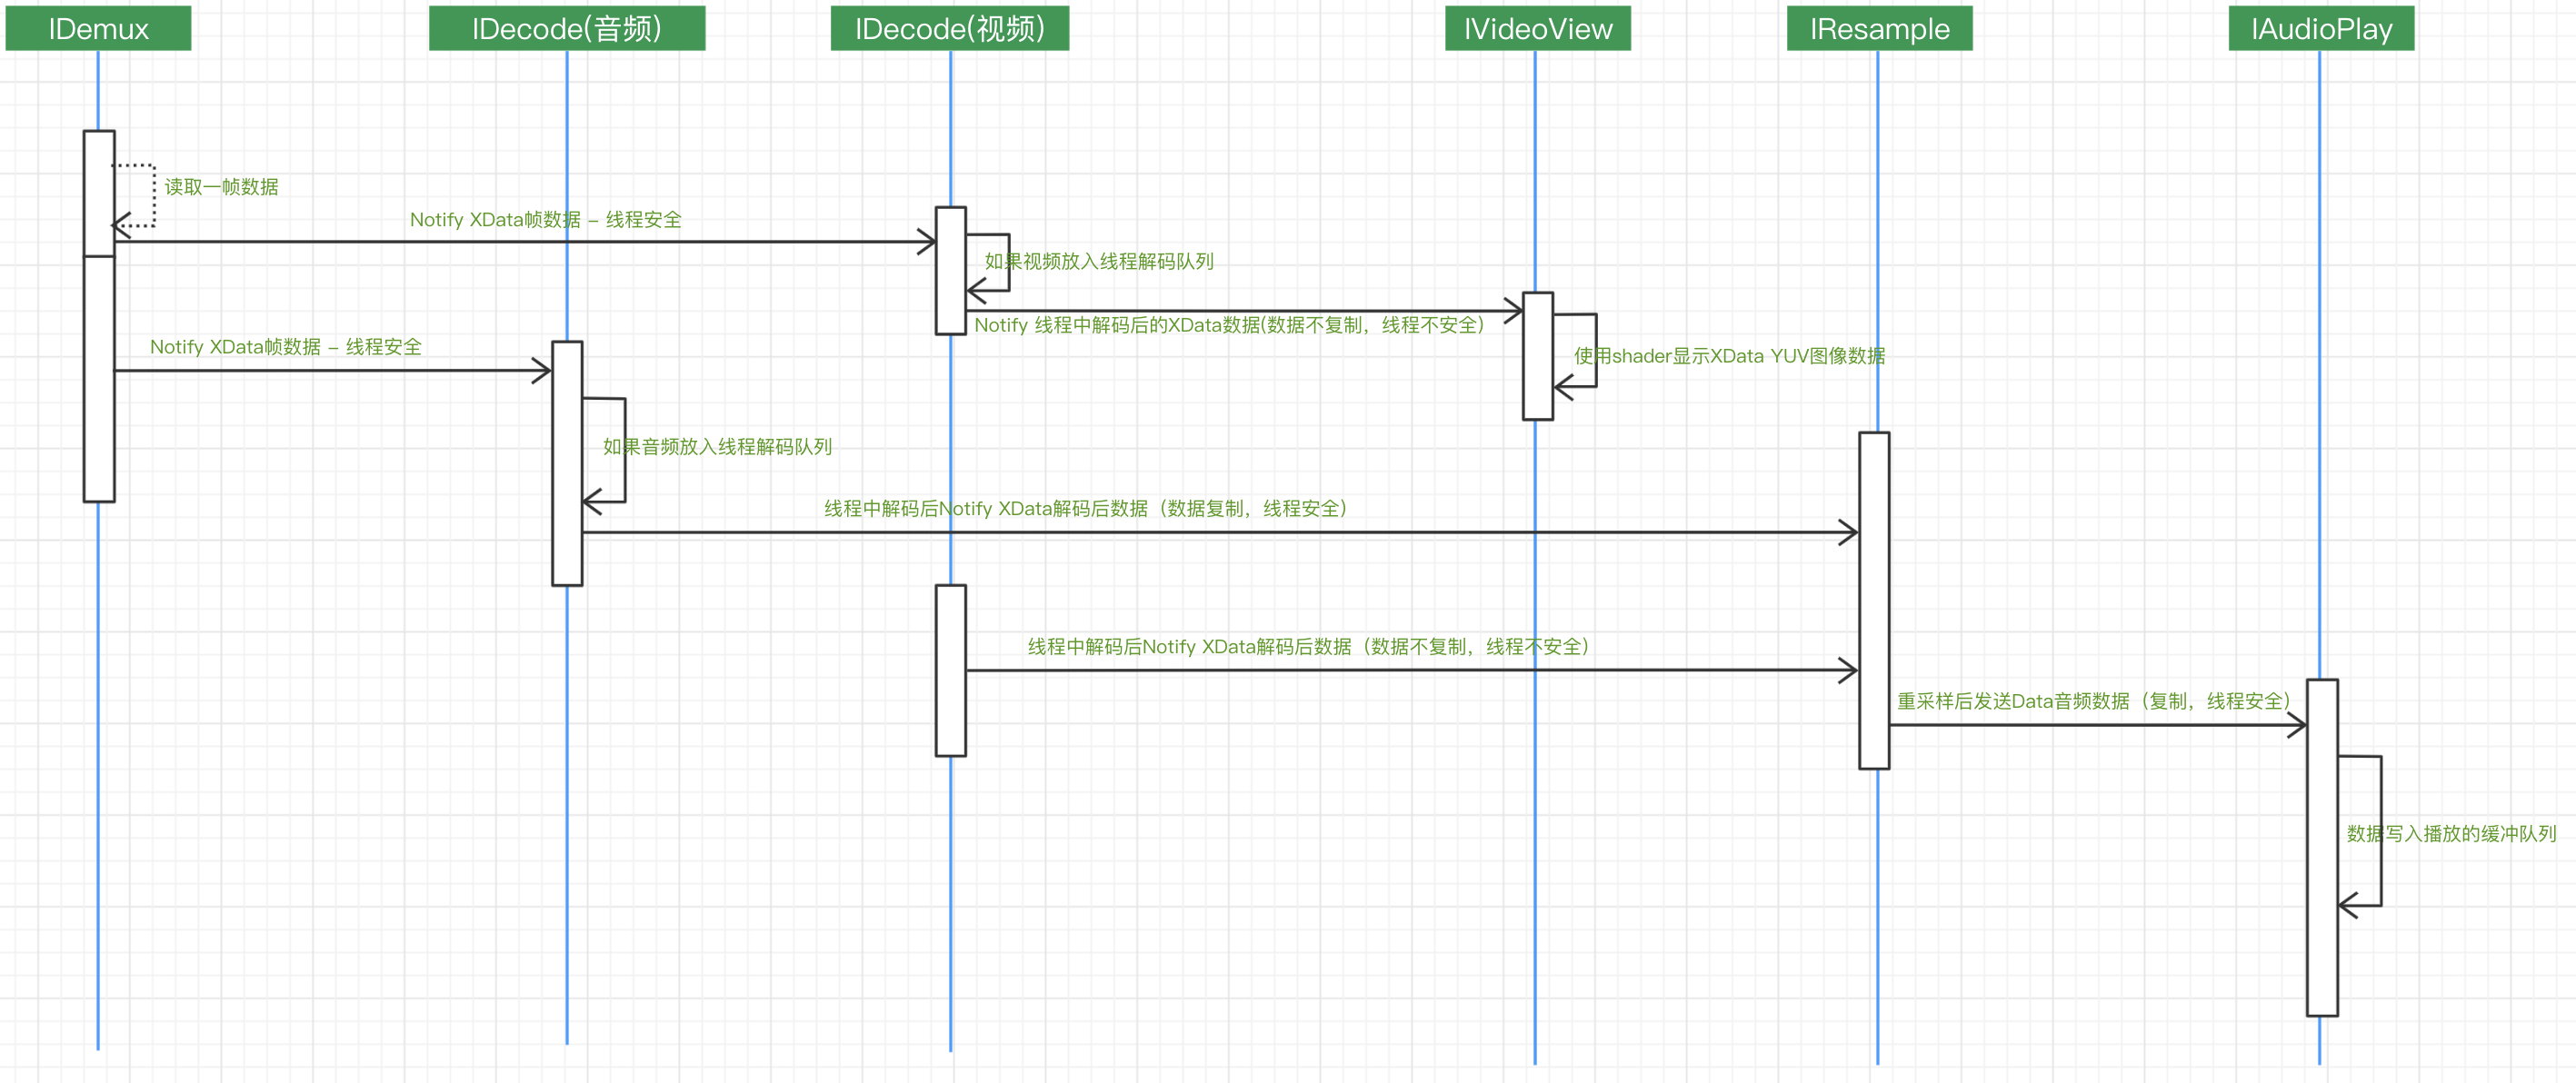 IDemux
IDecode(音频)
IDecode(视频)
IVideoView
IResample
IAudioPlay
读取一帧数据
Notify XData帧数据 – 线程安全
如果视频放入线程解码队列
Notify 线程中解码后的XData数据(数据不复制，线程不安全)
Notify XData帧数据 – 线程安全
使用shader显示XData YUV图像数据
如果音频放入线程解码队列
线程中解码后Notify XData解码后数据（数据复制，线程安全）
线程中解码后Notify XData解码后数据（数据不复制，线程不安全）
重采样后发送Data音频数据（复制，线程安全）
数据写入播放的缓冲队列